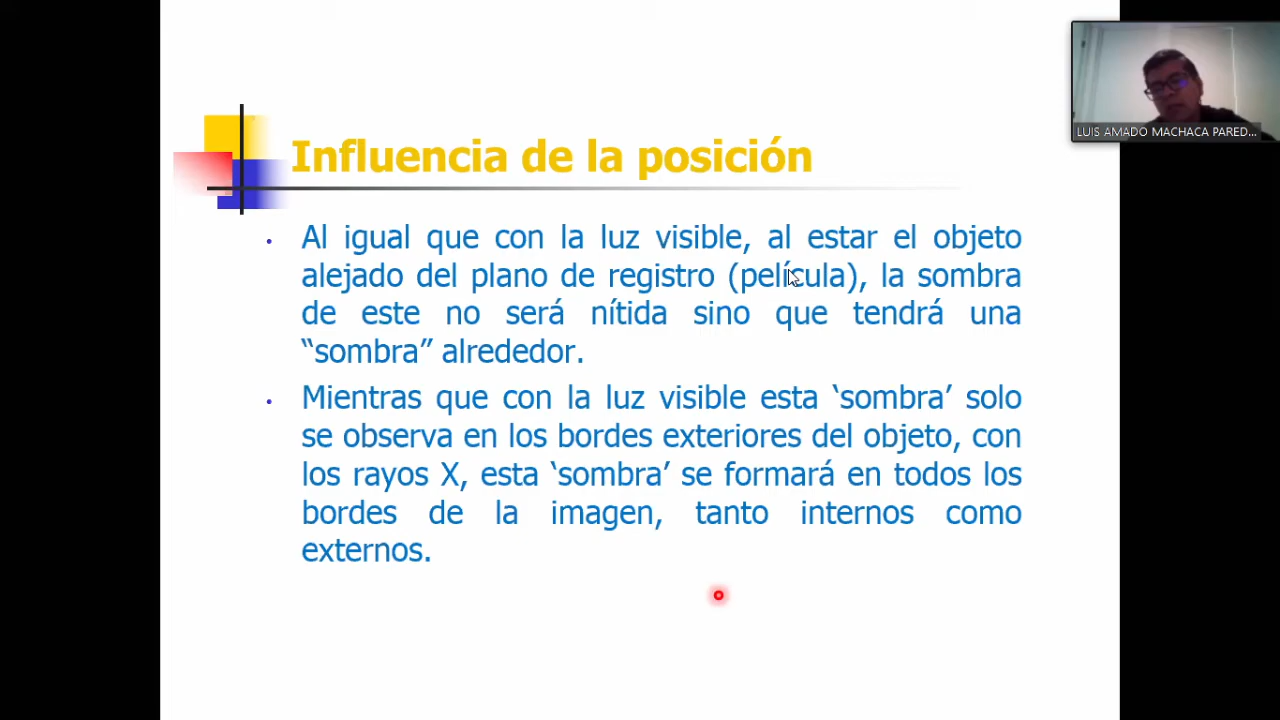 LUIS AMADO MACHACA PARED...
Influencia de la posición
• Al igual que con la luz visible, al estar el objeto
alejado del plano de registro (película), la sombra
de este no será nítida sino que tendrá una
“sombra” alrededor.
• Mientras que con la luz visible esta ‘sombra’ solo
se observa en los bordes exteriores del objeto, con
los rayos X, esta ‘sombra’ se formará en todos los
bordes de la imagen, tanto internos como
externos.